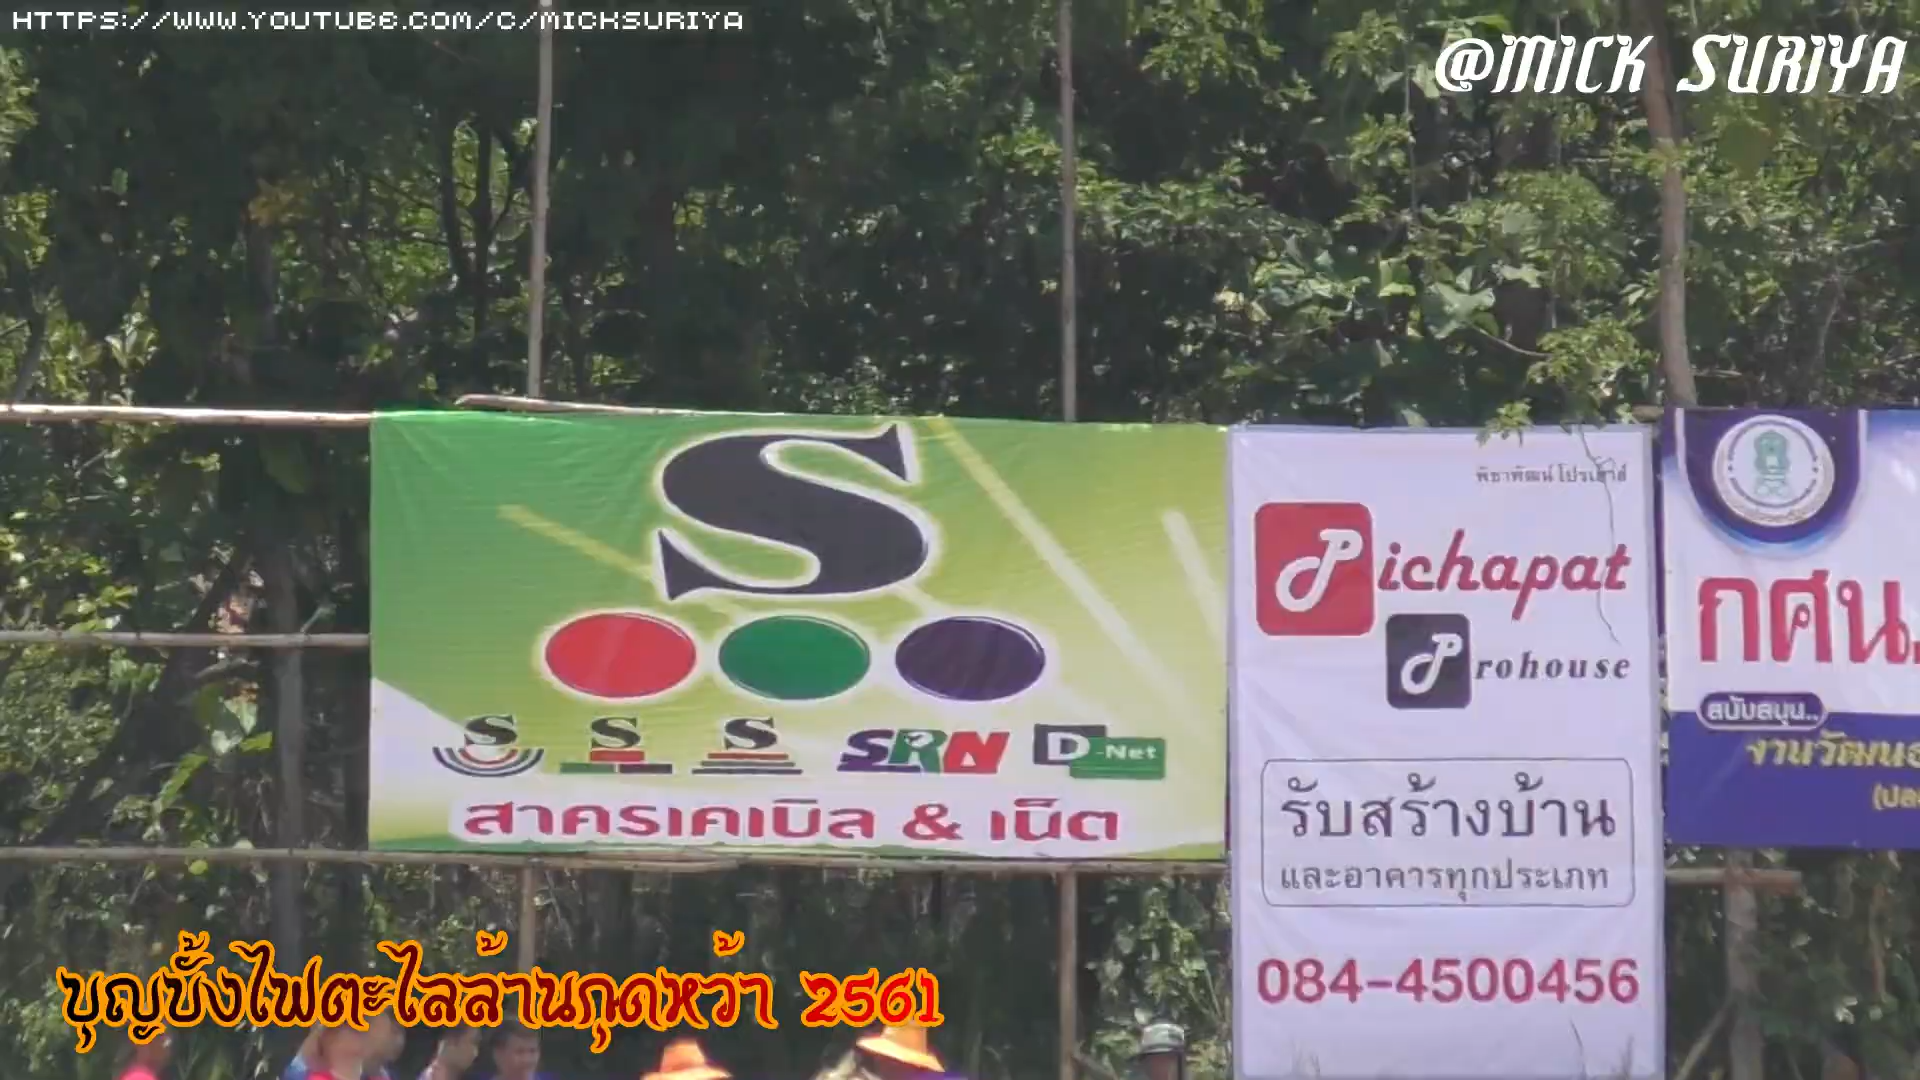 HTTPS://WWW.YOUTUBE.COM/C/MICKSURIYA
@MICK SURIYA
S
S S S SRN D-Net
สาครเคเบิล & เน็ต
พิชาพัฒน์ โปรเฮ้าส์
Pichapat
Prohouse
รับสร้างบ้าน
และอาคารทุกประเภท
084-4500456
กศน.
สนับสนุน..
บุญบั้งไฟตะไลล้านกุดหว้า 2561